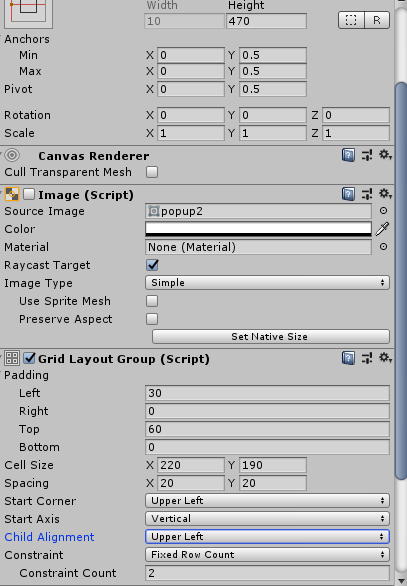 Width Height
10 470 R
Anchors
Min X 0 Y 0.5
Max X 0 Y 0.5
Pivot X 0 Y 0.5
Rotation X 0 Y 0 Z 0
Scale X 1 Y 1 Z 1
Canvas Renderer
Cull Transparent Mesh
Image (Script)
Source Image popup2
Color
Material None (Material)
Raycast Target
Image Type Simple
Use Sprite Mesh
Preserve Aspect
Set Native Size
Grid Layout Group (Script)
Padding
Left 30
Right 0
Top 60
Bottom 0
Cell Size X 220 Y 190
Spacing X 20 Y 20
Start Corner Upper Left
Start Axis Vertical
Child Alignment Upper Left
Constraint Fixed Row Count
Constraint Count 2